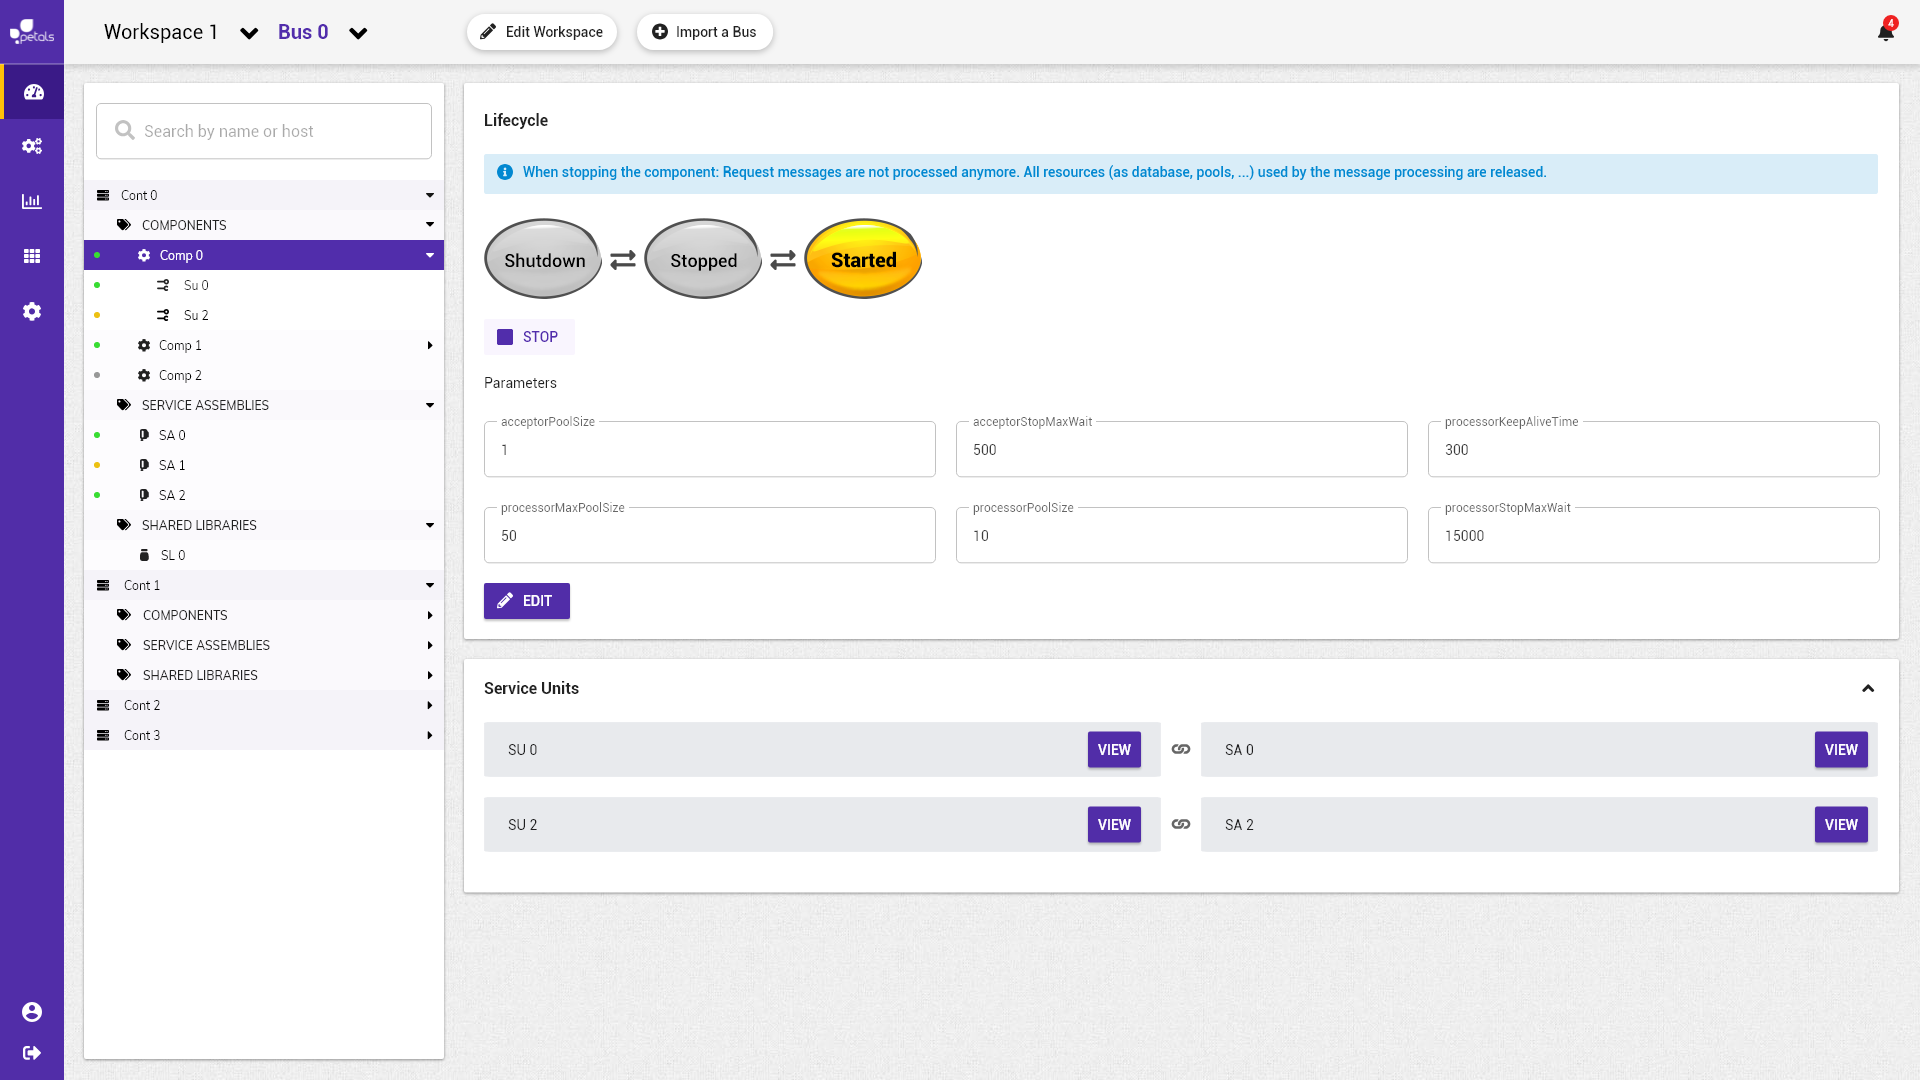 petals
Workspace 1
Bus 0
Edit Workspace
Import a Bus
4
Search by name or host
Cont 0
COMPONENTS
Comp 0
Su 0
Su 2
Comp 1
Comp 2
SERVICE ASSEMBLIES
SA 0
SA 1
SA 2
SHARED LIBRARIES
SL 0
Cont 1
COMPONENTS
SERVICE ASSEMBLIES
SHARED LIBRARIES
Cont 2
Cont 3
Lifecycle
When stopping the component: Request messages are not processed anymore. All resources (as database, pools, ...) used by the message processing are released.
Shutdown
Stopped
Started
STOP
Parameters
acceptorPoolSize
1
acceptorStopMaxWait
500
processorKeepAliveTime
300
processorMaxPoolSize
50
processorPoolSize
10
processorStopMaxWait
15000
EDIT
Service Units
SU 0
VIEW
SA 0
VIEW
SU 2
VIEW
SA 2
VIEW